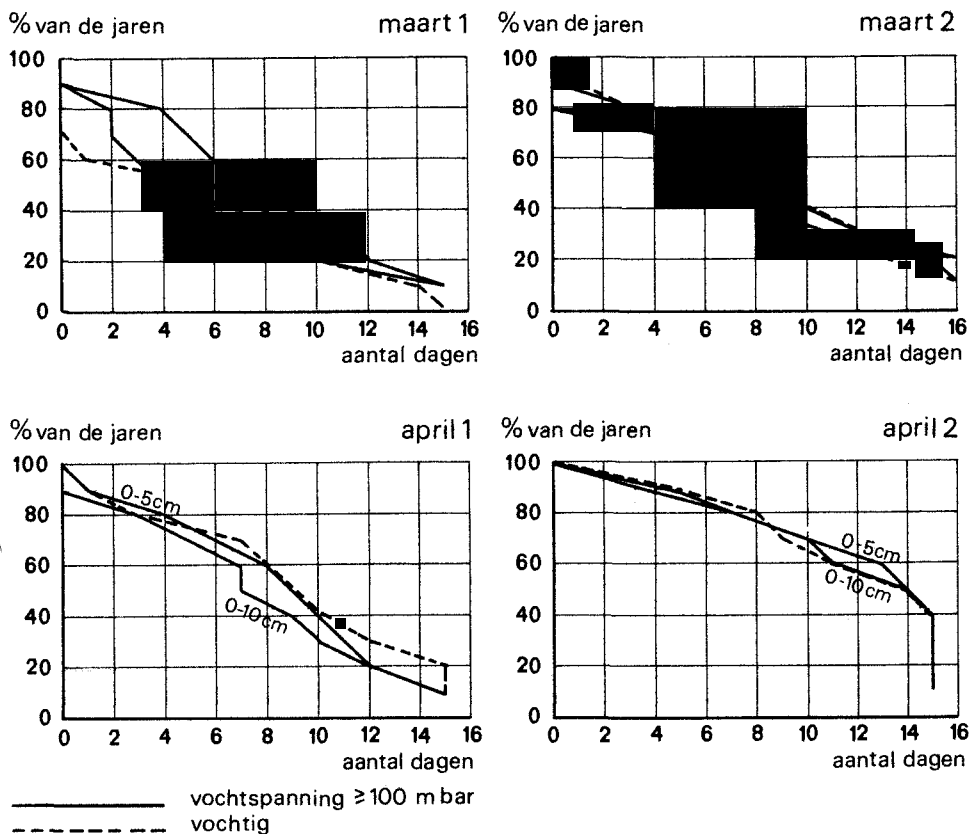 % van de jaren maart 1
100
80
60
40
20
0
0 2 4 6 8 10 12 14 16
aantal dagen
% van de jaren maart 2
100
80
60
40
20
0
0 2 4 6 8 10 12 14 16
aantal dagen
% van de jaren april 1
100
80
60
40
20
0
0-5cm
0-10cm
0 2 4 6 8 10 12 14 16
aantal dagen
% van de jaren april 2
100
80
60
40
20
0
0-5cm
0-10cm
0 2 4 6 8 10 12 14 16
aantal dagen
vochtspanning ≥100 mbar
vochtig